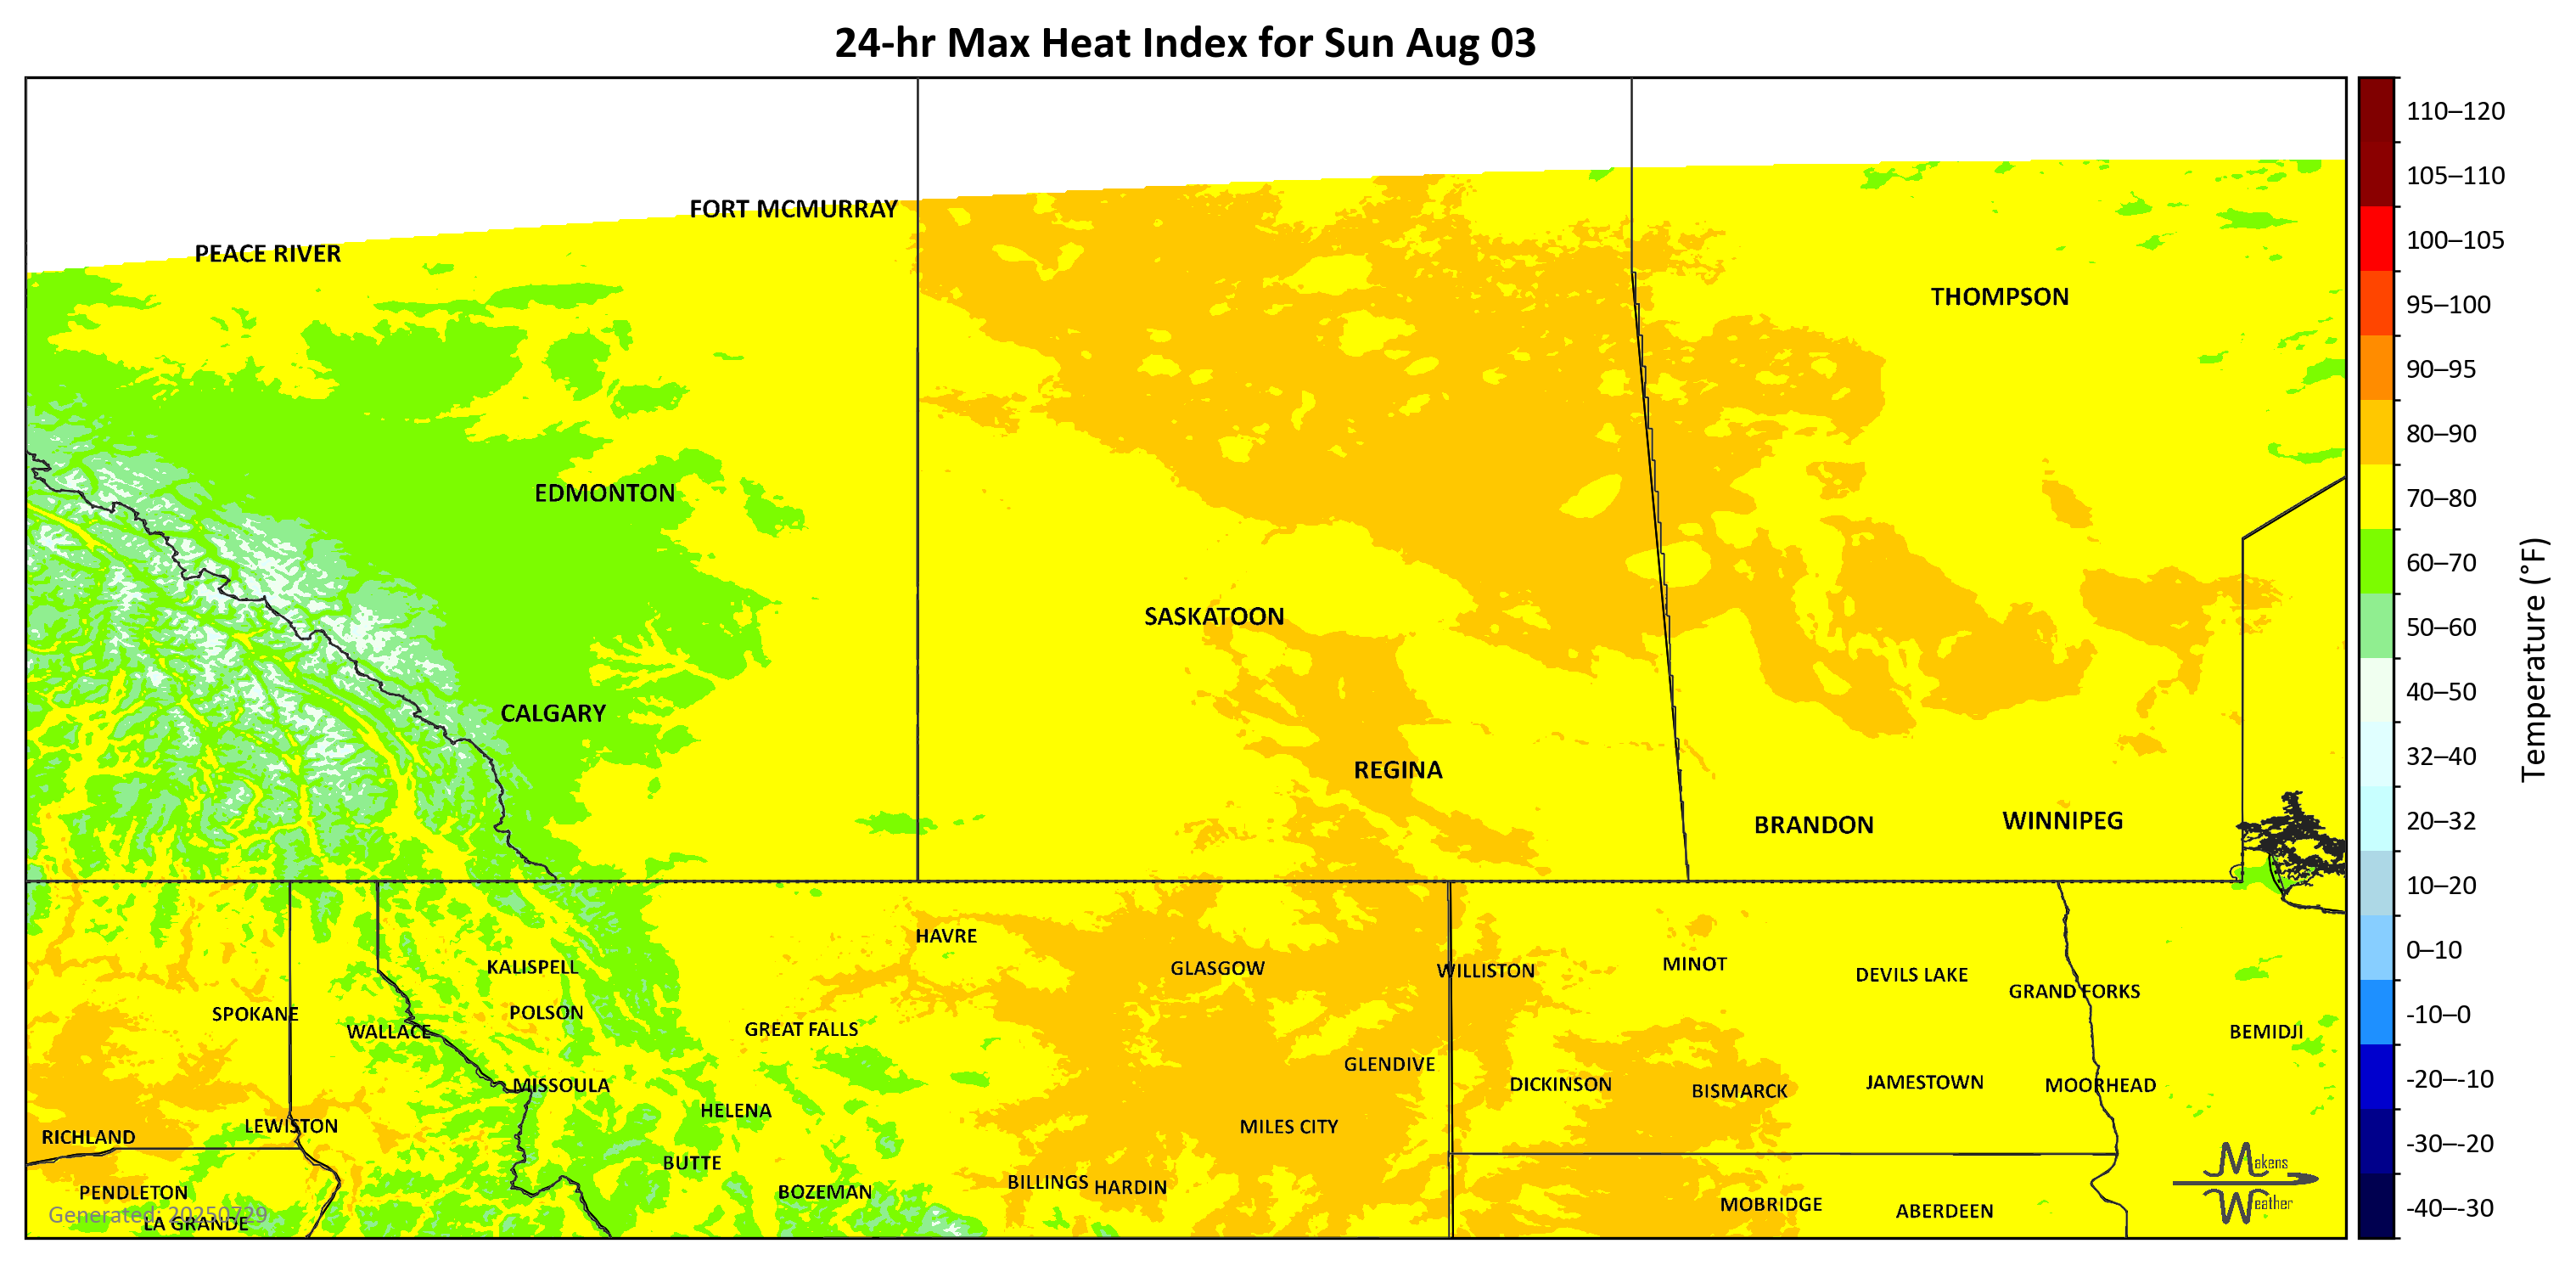 24-hr Max Heat Index for Sun Aug 03
FORT MCMURRAY
PEACE RIVER
THOMPSON
EDMONTON
SASKATOON
CALGARY
REGINA
BRANDON
WINNIPEG
HAVRE
KALISPELL
GLASGOW
WILLISTON
MINOT
DEVILS LAKE
GRAND FORKS
SPOKANE
POLSON
WALLACE
GREAT FALLS
BEMIDJI
GLENDIVE
MISSOULA
DICKINSON
BISMARCK
JAMESTOWN
MOORHEAD
HELENA
LEWISTON
MILES CITY
RICHLAND
BUTTE
BILLINGS
HARDIN
PENDLETON
BOZEMAN
MOBRIDGE
ABERDEEN
Generated: 20250729
LA GRANDE
Makens
Weather
110–120
105–110
100–105
95–100
90–95
80–90
70–80
60–70
50–60
40–50
32–40
20–32
10–20
0–10
-10–0
-20–-10
-30–-20
-40–-30
Temperature (°F)